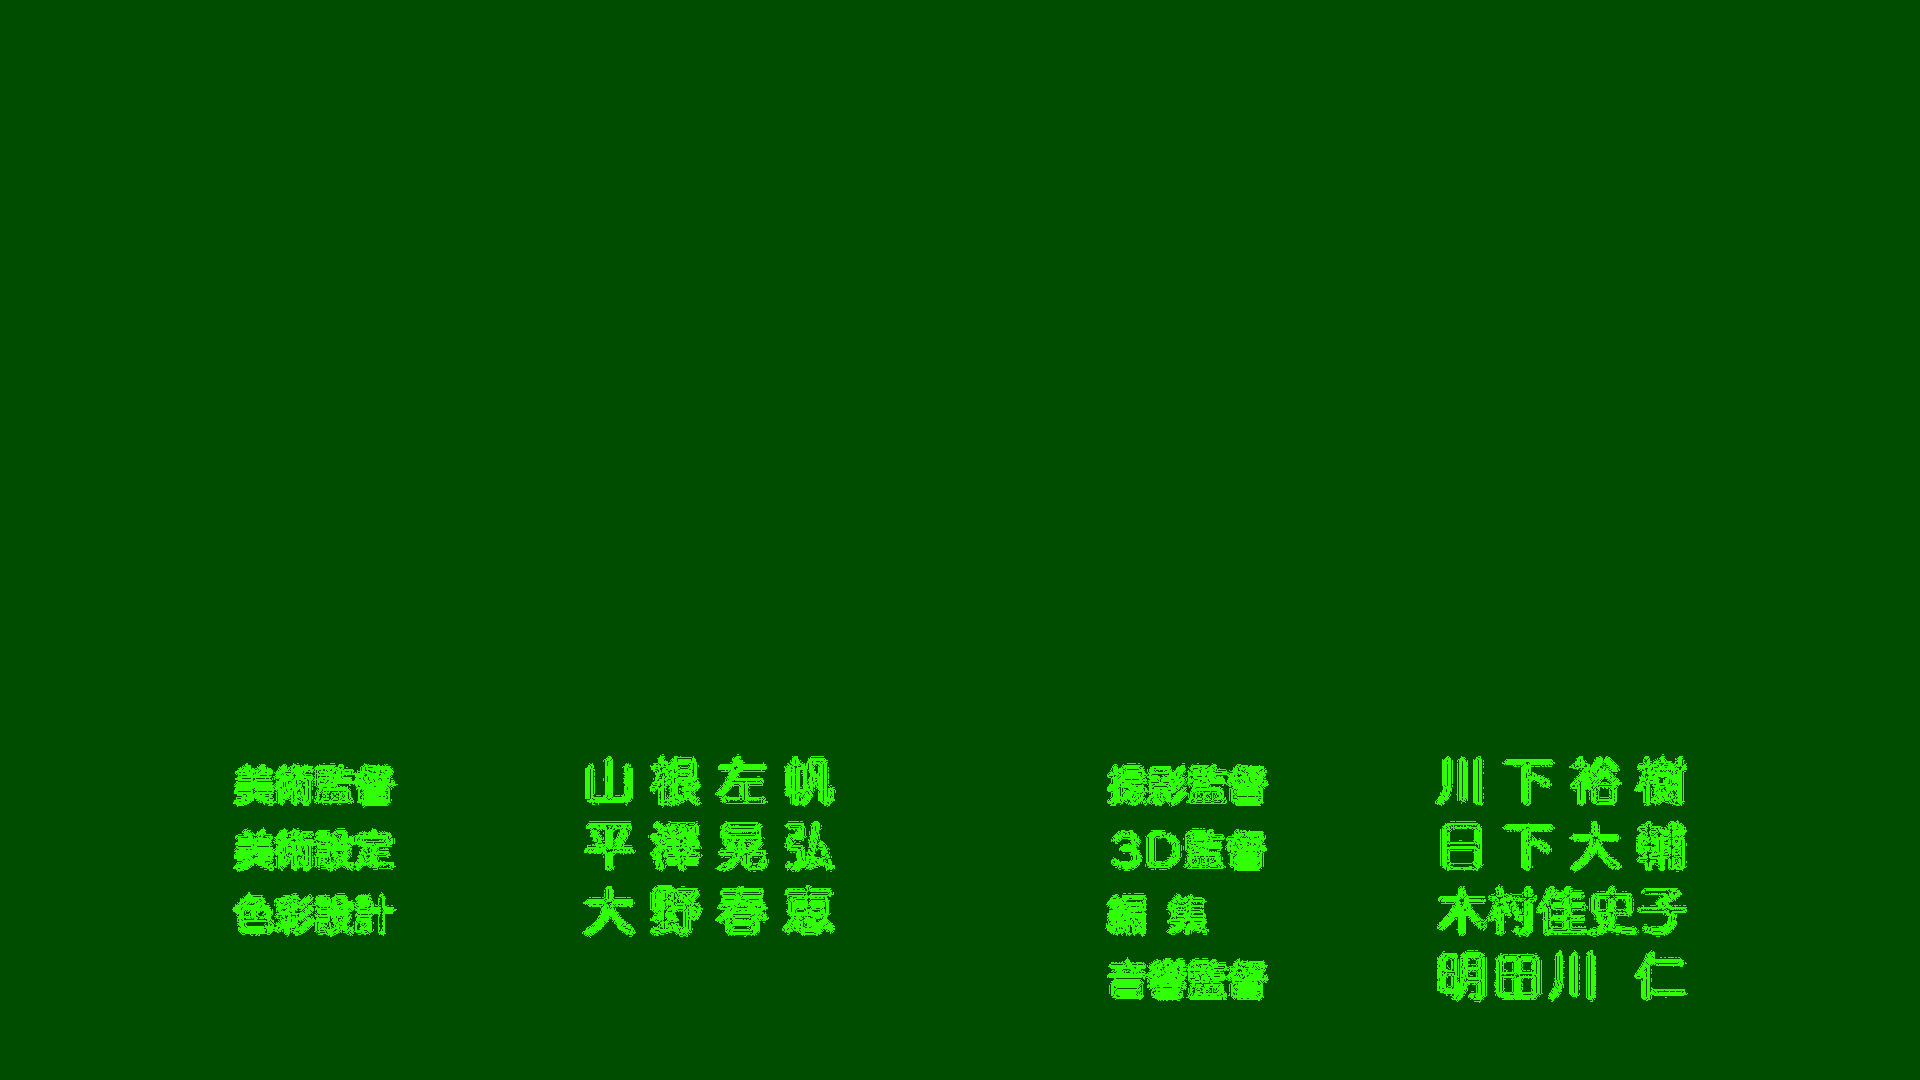 美術監督 山根左帆
美術設定 平澤晃弘
色彩設計 大野春恵
撮影監督 川下裕樹
3D監督 日下大輔
編集 木村佳史子
音響監督 明田川 仁